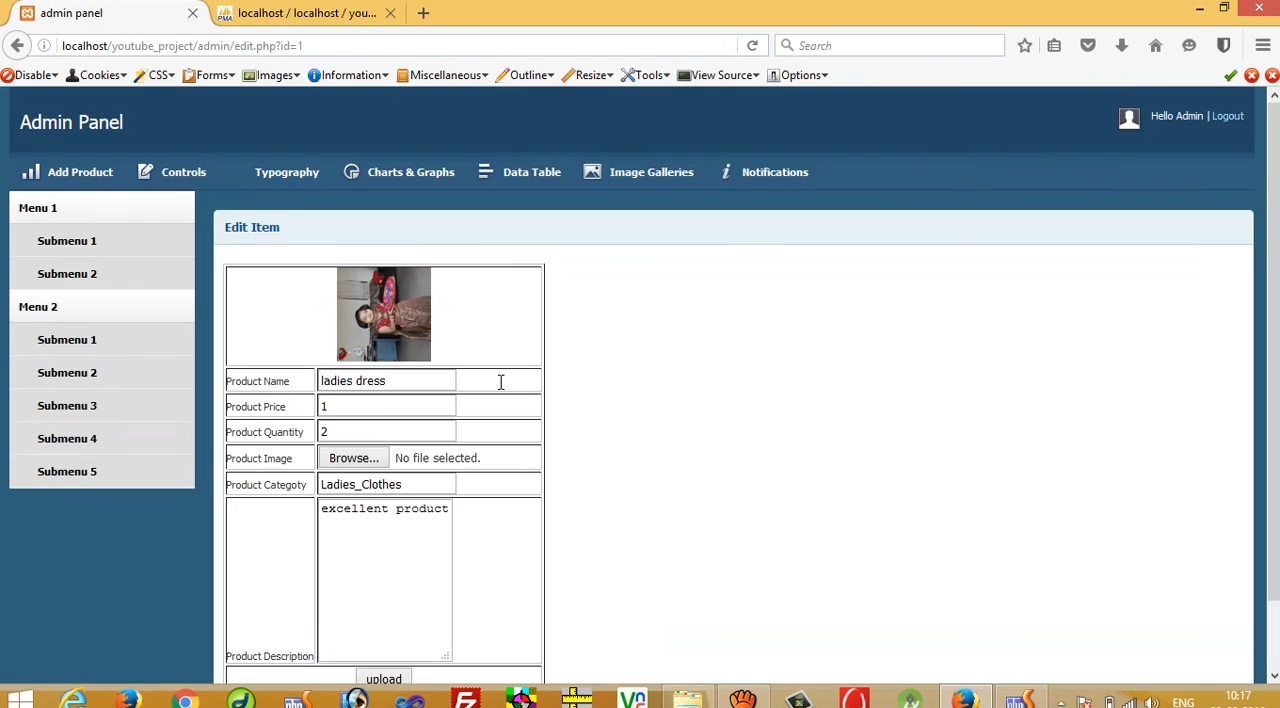 admin panel
localhost / localhost / you...
localhost/youtube_project/admin/edit.php?id=1
Search
Disable Cookies CSS Forms Images Information Miscellaneous Outline Resize Tools View Source Options
Admin Panel
Hello Admin | Logout
Add Product Controls Typography Charts & Graphs Data Table Image Galleries Notifications
Menu 1
Submenu 1
Submenu 2
Menu 2
Submenu 1
Submenu 2
Submenu 3
Submenu 4
Submenu 5
Edit Item
Product Name ladies dress
Product Price 1
Product Quantity 2
Product Image Browse... No file selected.
Product Categoty Ladies_Clothes
excellent product
Product Description
upload
ENG
10:17